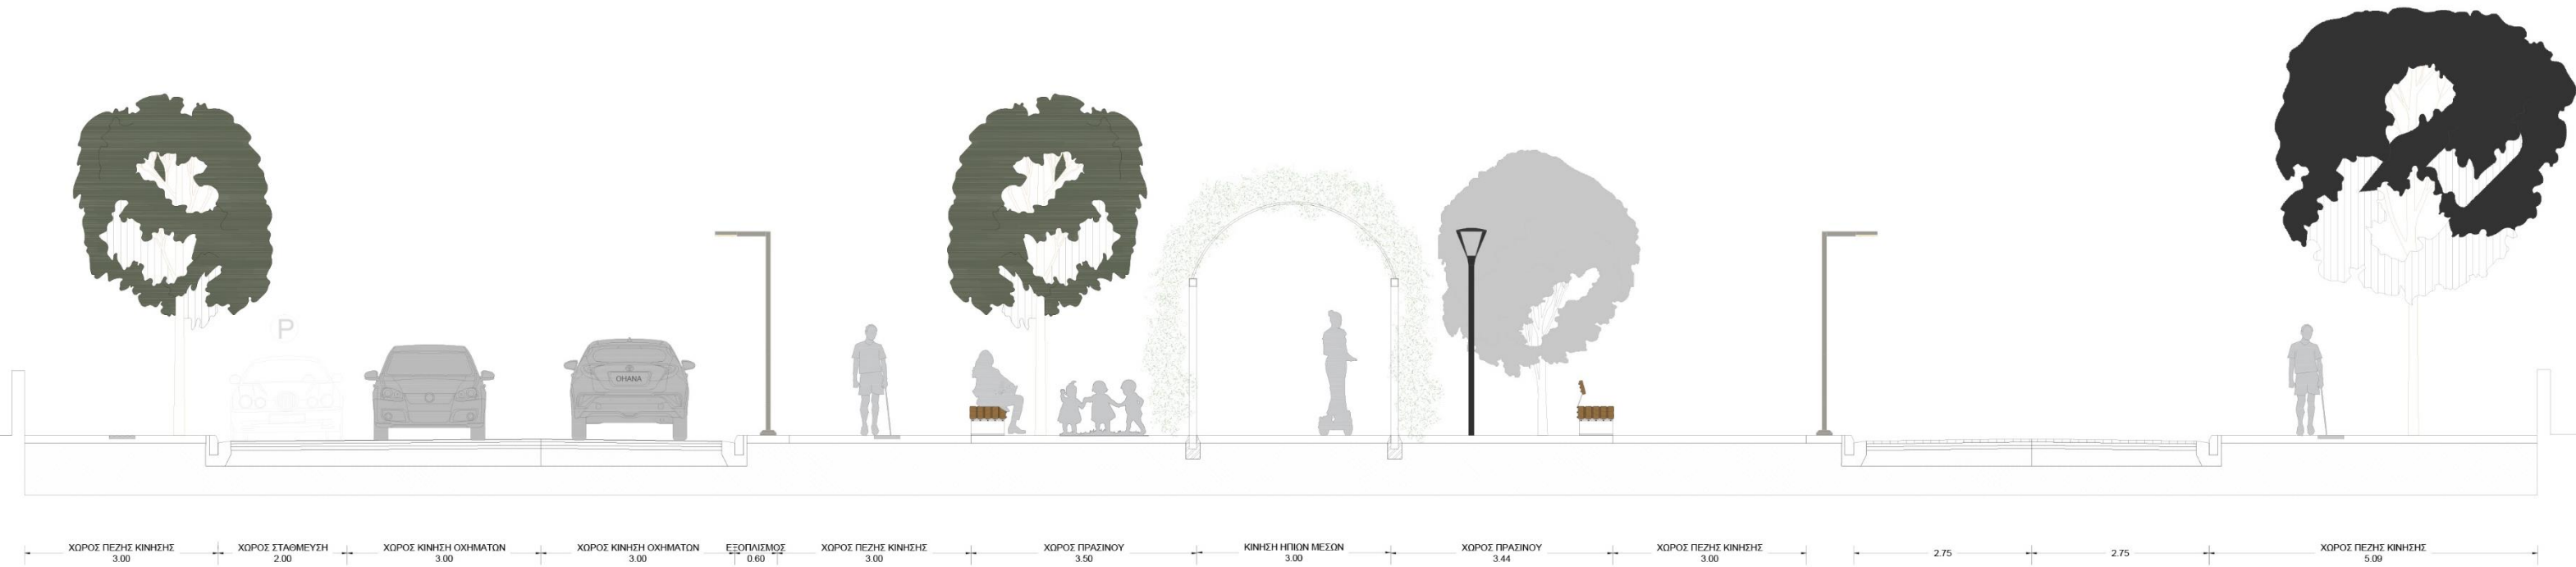 P
OHANA
ΧΩΡΟΣ ΠΕΖΗΣ ΚΙΝΗΣΗΣ
3.00
ΧΩΡΟΣ ΣΤΑΘΜΕΥΣΗ
2.00
ΧΩΡΟΣ ΚΙΝΗΣΗ ΟΧΗΜΑΤΩΝ
3.00
ΧΩΡΟΣ ΚΙΝΗΣΗ ΟΧΗΜΑΤΩΝ
3.00
ΕΞΟΠΛΙΣΜΟΣ
0.60
ΧΩΡΟΣ ΠΕΖΗΣ ΚΙΝΗΣΗΣ
3.00
ΧΩΡΟΣ ΠΡΑΣΙΝΟΥ
3.50
ΚΙΝΗΣΗ ΗΠΙΩΝ ΜΕΣΩΝ
3.00
ΧΩΡΟΣ ΠΡΑΣΙΝΟΥ
3.44
ΧΩΡΟΣ ΠΕΖΗΣ ΚΙΝΗΣΗΣ
3.00
2.75
2.75
ΧΩΡΟΣ ΠΕΖΗΣ ΚΙΝΗΣΗΣ
5.09